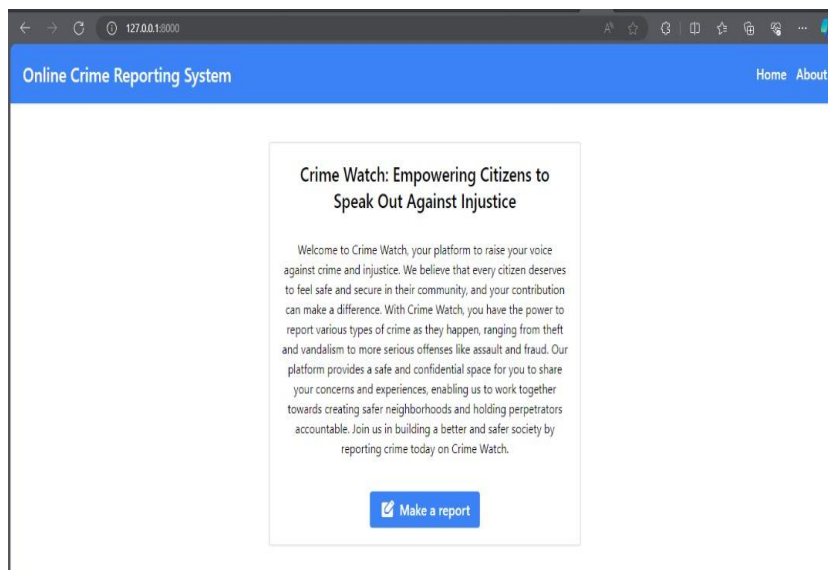 127.0.0.1:8000
Online Crime Reporting System
Home About
Crime Watch: Empowering Citizens to
Speak Out Against Injustice
Welcome to Crime Watch, your platform to raise your voice
against crime and injustice. We believe that every citizen deserves
to feel safe and secure in their community, and your contribution
can make a difference. With Crime Watch, you have the power to
report various types of crime as they happen, ranging from theft
and vandalism to more serious offenses like assault and fraud. Our
platform provides a safe and confidential space for you to share
your concerns and experiences, enabling us to work together
towards creating safer neighborhoods and holding perpetrators
accountable. Join us in building a better and safer society by
reporting crime today on Crime Watch.
Make a report